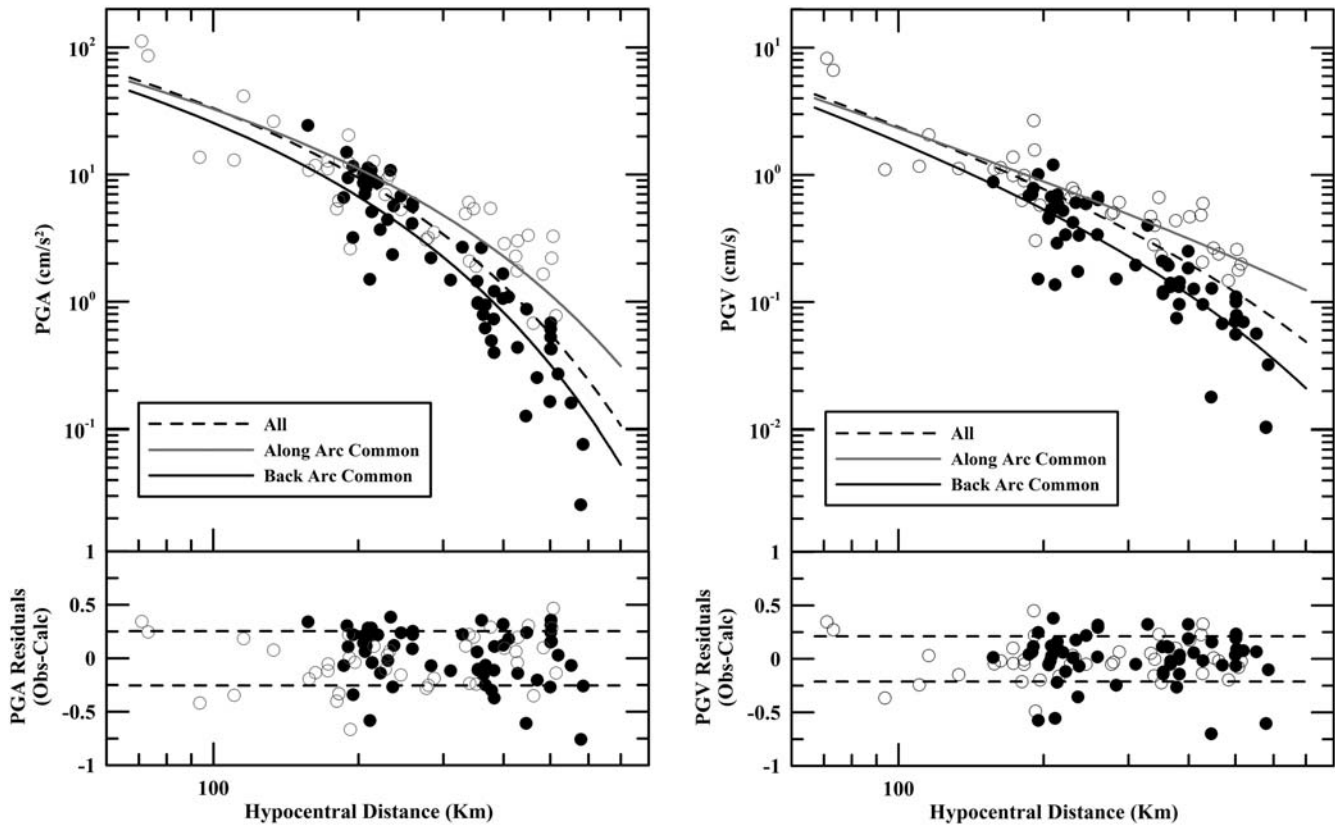 10²
10¹
10⁰
10⁻¹
PGA (cm/s²)
All
Along Arc Common
Back Arc Common
1
0.5
0
-0.5
-1
PGA Residuals
(Obs-Calc)
100
Hypocentral Distance (Km)
10¹
10⁰
10⁻¹
10⁻²
PGV (cm/s)
All
Along Arc Common
Back Arc Common
1
0.5
0
-0.5
-1
PGV Residuals
(Obs-Calc)
100
Hypocentral Distance (Km)